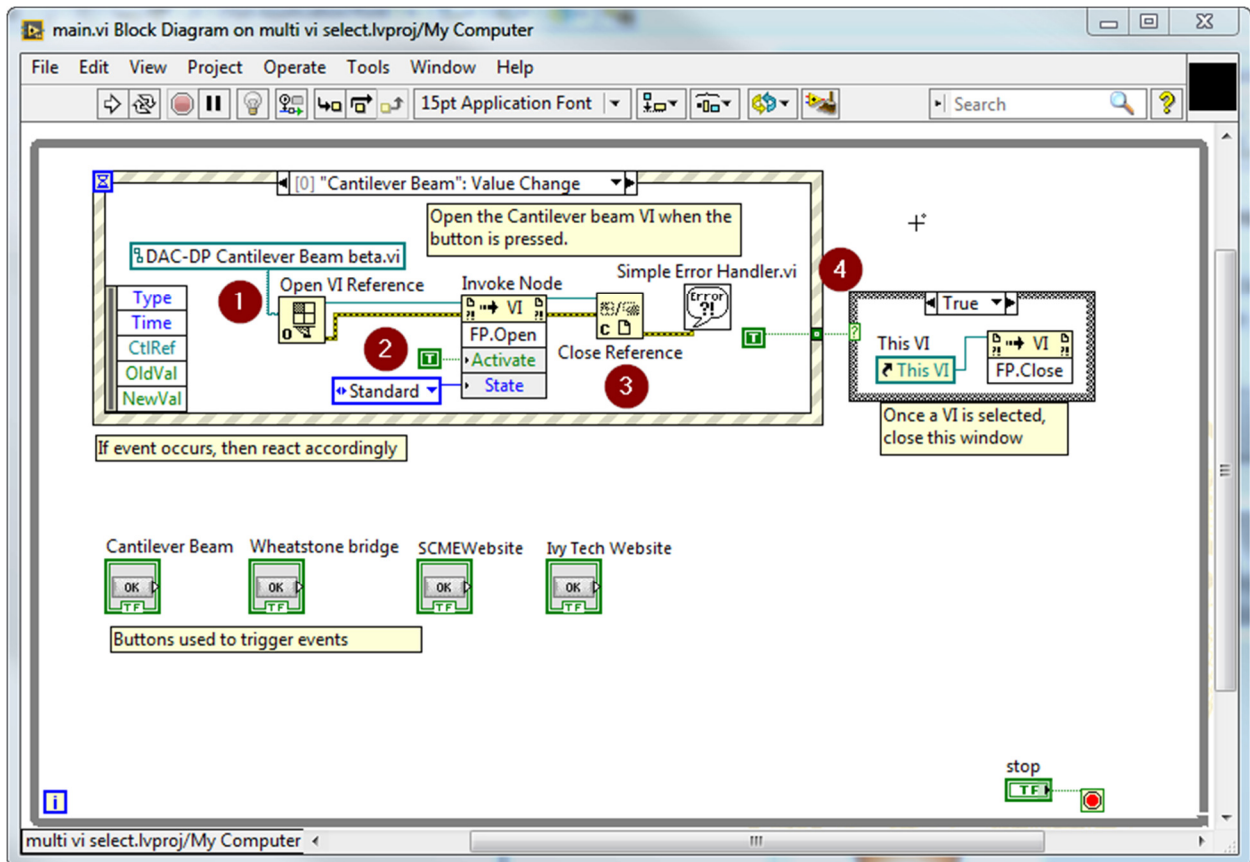 main.vi Block Diagram on multi vi select.lvproj/My Computer
File Edit View Project Operate Tools Window Help
15pt Application Font
Search
[0] "Cantilever Beam": Value Change
Open the Cantilever beam VI when the
button is pressed.
DAC-DP Cantilever Beam beta.vi
Open VI Reference
Invoke Node
Simple Error Handler.vi
4
1
Type
Time
CtlRef
OldVal
NewVal
VI
FP.Open
Activate
State
Error
?!
Close Reference
2
T
Standard
3
T
True
?
This VI
This VI
VI
FP.Close
Once a VI is selected,
close this window
If event occurs, then react accordingly
Cantilever Beam
Wheatstone bridge
SCMEWebsite
Ivy Tech Website
OK
TF
OK
TF
OK
TF
OK
TF
Buttons used to trigger events
stop
TF
i
multi vi select.lvproj/My Computer